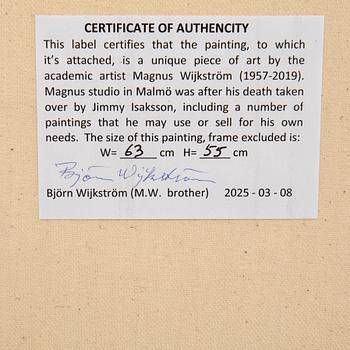 CERTIFICATE OF AUTHENCITY
This label certifies that the painting, to which
it's attached, is a unique piece of art by the
academic artist Magnus Wijkström (1957-2019).
Magnus studio in Malmö was after his death taken
over by Jimmy Isaksson, including a number of
paintings that he may use or sell for his own
needs. The size of this painting, frame excluded is:
W= 63 cm H= 55 cm
Björn Wijkström
Björn Wijkström (M.W. brother) 2025 - 03 - 08